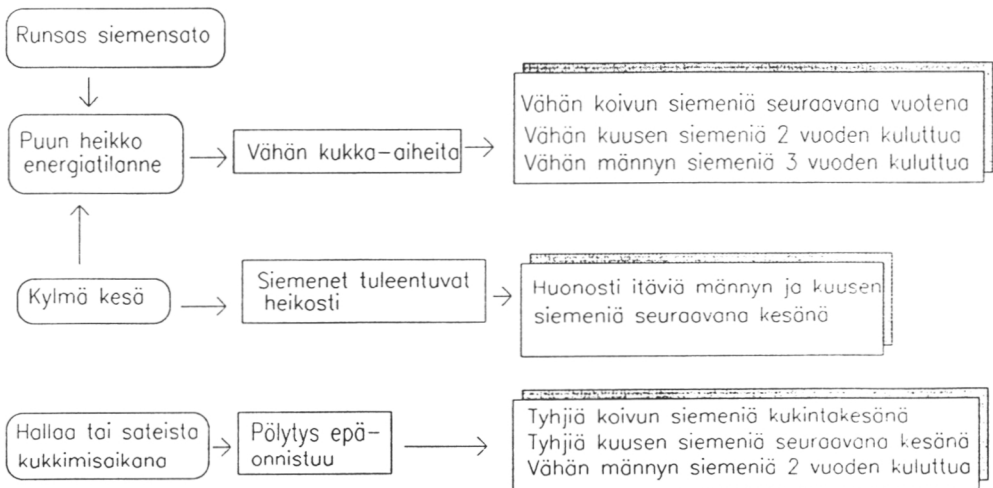 Runsas siemensato
Puun heikko
energiatilanne
Vähän kukka-aiheita
Vähän koivun siemeniä seuraavana vuotena
Vähän kuusen siemeniä 2 vuoden kuluttua
Vähän männyn siemeniä 3 vuoden kuluttua
Kylmä kesä
Siemenet tuleentuvat
heikosti
Huonosti itäviä männyn ja kuusen
siemeniä seuraavana kesänä
Hallaa tai sateista
kukkimisaikana
Pölytys epä-
onnistuu
Tyhjiä koivun siemeniä kukintakesänä
Tyhjiä kuusen siemeniä seuraavana kesänä
Vähän männyn siemeniä 2 vuoden kuluttua